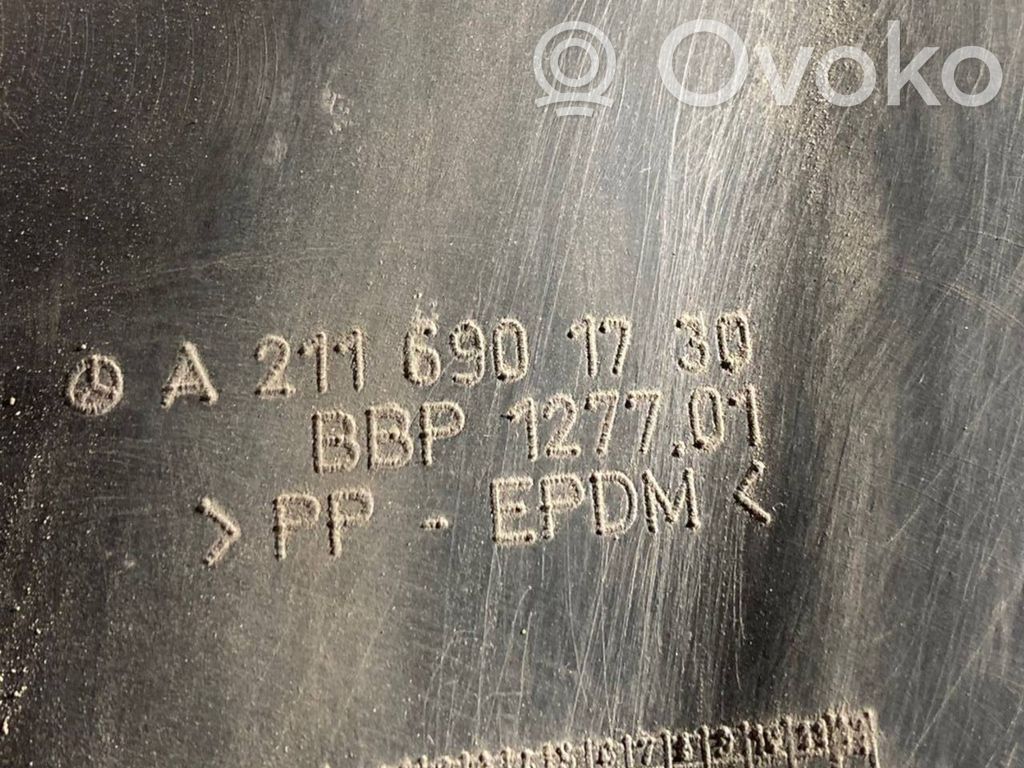 Ovoko
A 211 690 17 30
BBP 1277.01
> PP - EPDM <